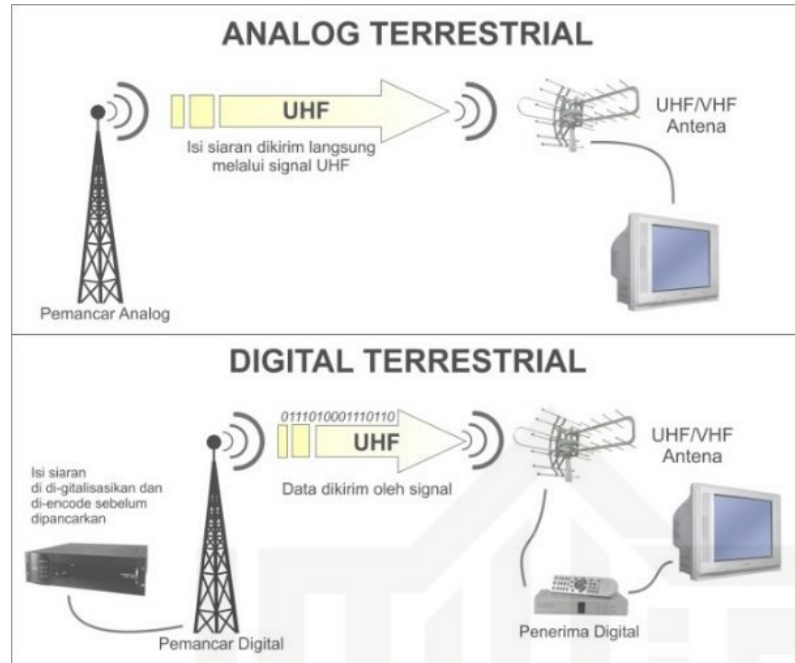 ANALOG TERRESTRIAL
UHF
Isi siaran dikirim langsung
melalui signal UHF
UHF/VHF
Antena
Pemancar Analog
DIGITAL TERRESTRIAL
0111010001110110
UHF
Data dikirim oleh signal
UHF/VHF
Antena
Isi siaran
di di-gitalisasikan dan
di-encode sebelum
dipancarkan
Pemancar Digital
Penerima Digital